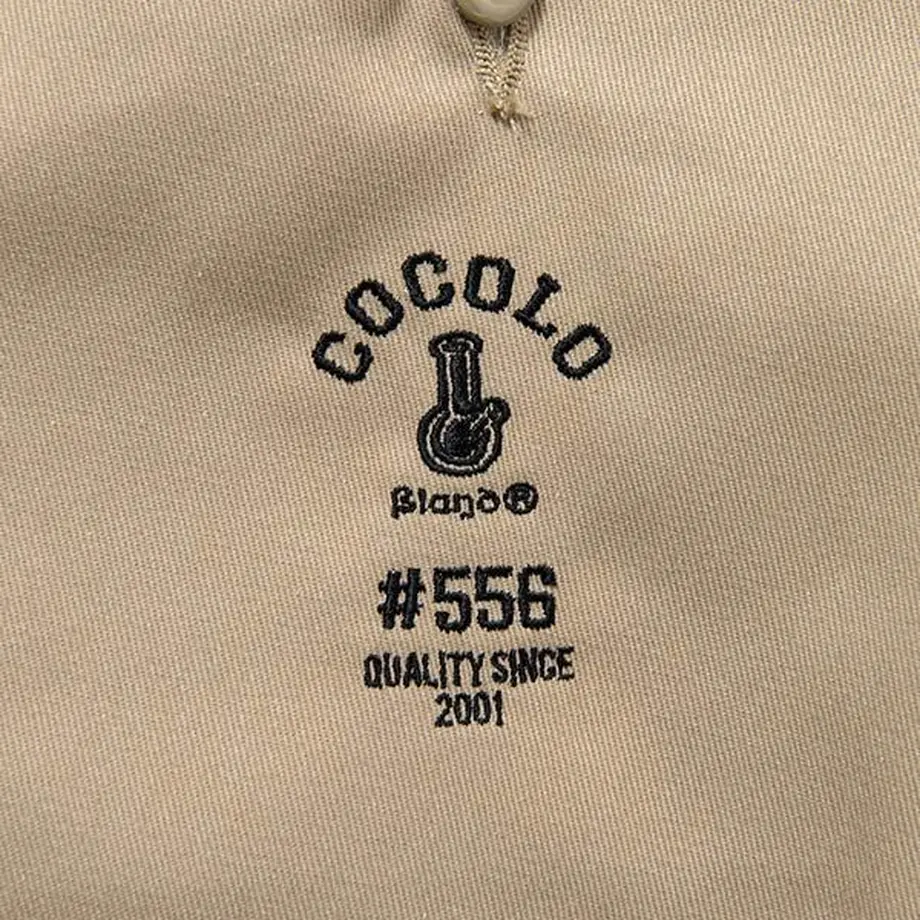 COCOLO
Bland®
#556
QUALITY SINCE
2001